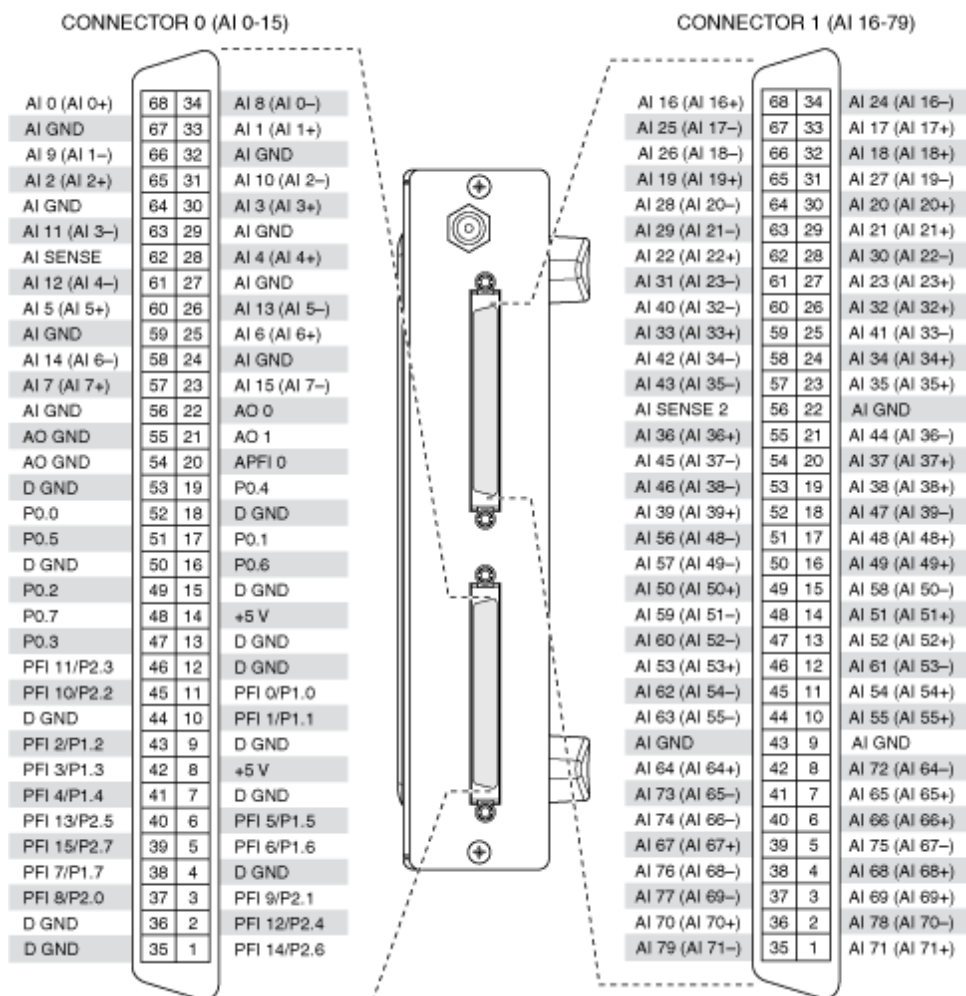 CONNECTOR 0 (AI 0-15)
AI 0 (AI 0+) 68 34 AI 8 (AI 0–)
AI GND 67 33 AI 1 (AI 1+)
AI 9 (AI 1–) 66 32 AI GND
AI 2 (AI 2+) 65 31 AI 10 (AI 2–)
AI GND 64 30 AI 3 (AI 3+)
AI 11 (AI 3–) 63 29 AI GND
AI SENSE 62 28 AI 4 (AI 4+)
AI 12 (AI 4–) 61 27 AI GND
AI 5 (AI 5+) 60 26 AI 13 (AI 5–)
AI GND 59 25 AI 6 (AI 6+)
AI 14 (AI 6–) 58 24 AI GND
AI 7 (AI 7+) 57 23 AI 15 (AI 7–)
AI GND 56 22 AO 0
AO GND 55 21 AO 1
AO GND 54 20 APFI 0
D GND 53 19 P0.4
P0.0 52 18 D GND
P0.5 51 17 P0.1
D GND 50 16 P0.6
P0.2 49 15 D GND
P0.7 48 14 +5 V
P0.3 47 13 D GND
PFI 11/P2.3 46 12 D GND
PFI 10/P2.2 45 11 PFI 0/P1.0
D GND 44 10 PFI 1/P1.1
PFI 2/P1.2 43 9 D GND
PFI 3/P1.3 42 8 +5 V
PFI 4/P1.4 41 7 D GND
PFI 13/P2.5 40 6 PFI 5/P1.5
PFI 15/P2.7 39 5 PFI 6/P1.6
PFI 7/P1.7 38 4 D GND
PFI 8/P2.0 37 3 PFI 9/P2.1
D GND 36 2 PFI 12/P2.4
D GND 35 1 PFI 14/P2.6
CONNECTOR 1 (AI 16-79)
AI 16 (AI 16+) 68 34 AI 24 (AI 16–)
AI 25 (AI 17–) 67 33 AI 17 (AI 17+)
AI 26 (AI 18–) 66 32 AI 18 (AI 18+)
AI 19 (AI 19+) 65 31 AI 27 (AI 19–)
AI 28 (AI 20–) 64 30 AI 20 (AI 20+)
AI 29 (AI 21–) 63 29 AI 21 (AI 21+)
AI 22 (AI 22+) 62 28 AI 30 (AI 22–)
AI 31 (AI 23–) 61 27 AI 23 (AI 23+)
AI 40 (AI 32–) 60 26 AI 32 (AI 32+)
AI 33 (AI 33+) 59 25 AI 41 (AI 33–)
AI 42 (AI 34–) 58 24 AI 34 (AI 34+)
AI 43 (AI 35–) 57 23 AI 35 (AI 35+)
AI SENSE 2 56 22 AI GND
AI 36 (AI 36+) 55 21 AI 44 (AI 36–)
AI 45 (AI 37–) 54 20 AI 37 (AI 37+)
AI 46 (AI 38–) 53 19 AI 38 (AI 38+)
AI 39 (AI 39+) 52 18 AI 47 (AI 39–)
AI 56 (AI 48–) 51 17 AI 48 (AI 48+)
AI 57 (AI 49–) 50 16 AI 49 (AI 49+)
AI 50 (AI 50+) 49 15 AI 58 (AI 50–)
AI 59 (AI 51–) 48 14 AI 51 (AI 51+)
AI 60 (AI 52–) 47 13 AI 52 (AI 52+)
AI 53 (AI 53+) 46 12 AI 61 (AI 53–)
AI 62 (AI 54–) 45 11 AI 54 (AI 54+)
AI 63 (AI 55–) 44 10 AI 55 (AI 55+)
AI GND 43 9 AI GND
AI 64 (AI 64+) 42 8 AI 72 (AI 64–)
AI 73 (AI 65–) 41 7 AI 65 (AI 65+)
AI 74 (AI 66–) 40 6 AI 66 (AI 66+)
AI 67 (AI 67+) 39 5 AI 75 (AI 67–)
AI 76 (AI 68–) 38 4 AI 68 (AI 68+)
AI 77 (AI 69–) 37 3 AI 69 (AI 69+)
AI 70 (AI 70+) 36 2 AI 78 (AI 70–)
AI 79 (AI 71–) 35 1 AI 71 (AI 71+)